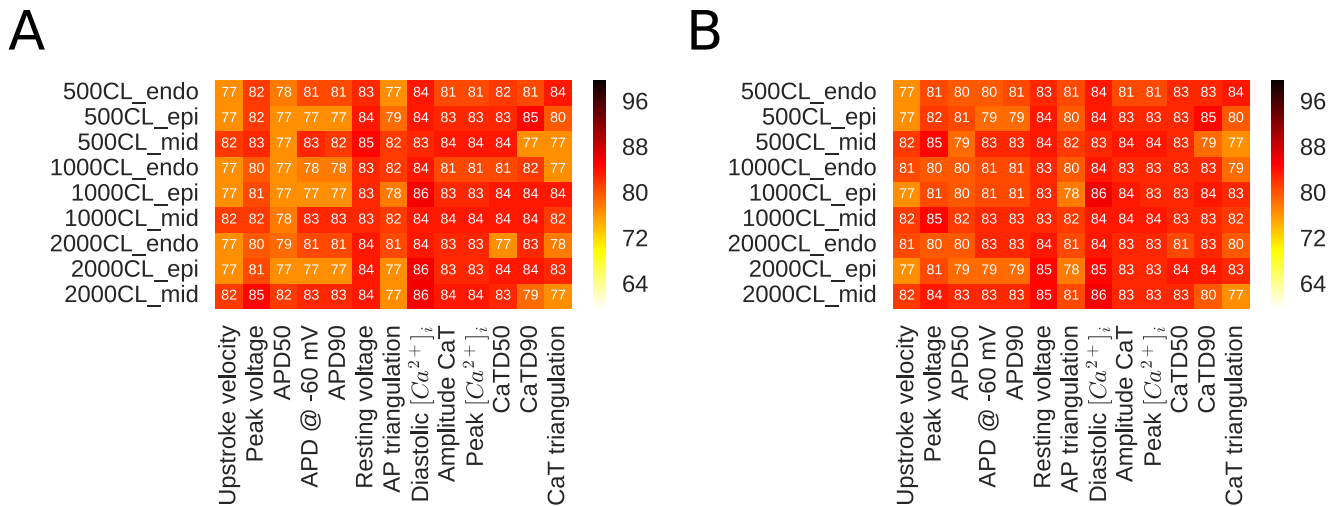 A
500CL_endo 77 82 78 81 81 83 77 84 81 81 82 81 84
500CL_epi 77 82 77 77 77 84 79 84 83 83 83 85 80
500CL_mid 82 83 77 83 82 85 82 83 84 84 83 77 77
1000CL_endo 77 80 77 78 78 83 82 84 81 81 81 82 77
1000CL_epi 77 81 77 77 77 83 78 86 83 83 84 84 84
1000CL_mid 82 82 78 83 83 83 82 84 84 84 84 84 82
2000CL_endo 77 80 79 81 81 84 81 84 83 83 77 83 78
2000CL_epi 77 81 77 77 77 84 77 86 83 83 84 84 83
2000CL_mid 82 85 82 83 83 84 77 86 84 84 83 79 77
Upstroke velocity
Peak voltage
APD50
APD @ -60 mV
APD90
Resting voltage
AP triangulation
Diastolic [Ca²⁺]ᵢ
Amplitude CaT
Peak [Ca²⁺]ᵢ
CaTD50
CaTD90
CaT triangulation
96
88
80
72
64
B
500CL_endo 77 81 80 80 81 83 81 84 81 81 83 83 84
500CL_epi 77 82 81 79 79 84 80 84 83 83 83 85 80
500CL_mid 82 85 79 83 83 84 83 84 83 83 84 79 77
1000CL_endo 81 80 80 81 81 83 80 84 83 83 83 84 79
1000CL_epi 77 81 80 81 81 83 78 86 84 83 83 84 83
1000CL_mid 82 85 82 83 83 83 82 84 84 84 83 83 82
2000CL_endo 81 80 80 83 83 84 81 84 83 83 81 83 80
2000CL_epi 77 81 79 79 79 85 78 85 83 83 84 84 83
2000CL_mid 82 84 83 83 83 85 81 86 83 83 83 80 77
Upstroke velocity
Peak voltage
APD50
APD @ -60 mV
APD90
Resting voltage
AP triangulation
Diastolic [Ca²⁺]ᵢ
Amplitude CaT
Peak [Ca²⁺]ᵢ
CaTD50
CaTD90
CaT triangulation
96
88
80
72
64